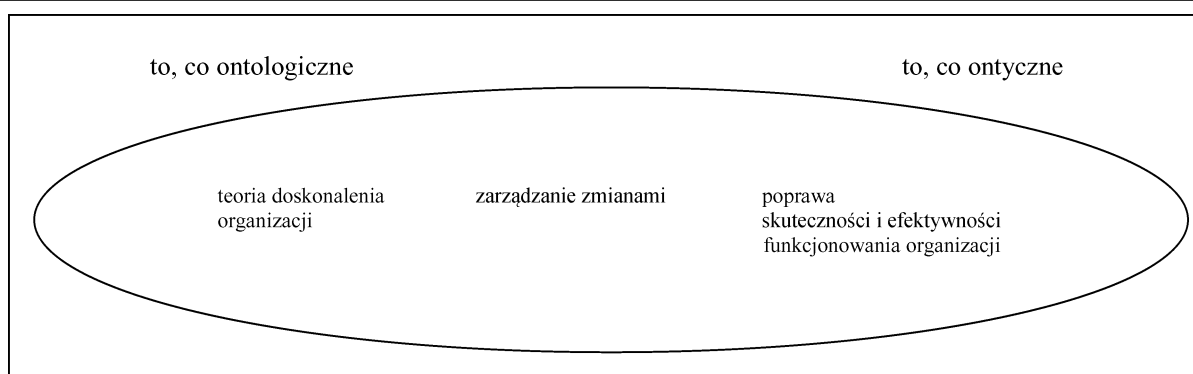 to, co ontologiczne
to, co ontyczne
teoria doskonalenia
organizacji
zarządzanie zmianami
poprawa
skuteczności i efektywności
funkcjonowania organizacji